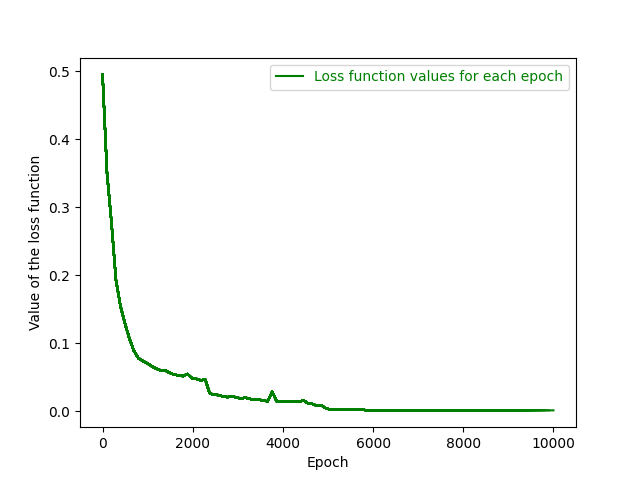 Loss function values for each epoch
Value of the loss function
0.5
0.4
0.3
0.2
0.1
0.0
0 2000 4000 6000 8000 10000
Epoch